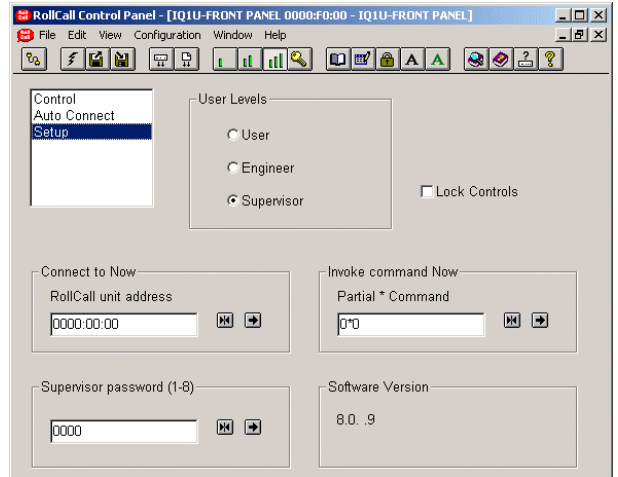 RollCall Control Panel - [IQ1U-FRONT PANEL 0000:F0:00 - IQ1U-FRONT PANEL]
File Edit View Configuration Window Help
Control
Auto Connect
Setup
User Levels
User
Engineer
Supervisor
Lock Controls
Connect to Now
RollCall unit address
0000:00:00
Invoke command Now
Partial * Command
0*0
Supervisor password (1-8)
0000
Software Version
8.0. .9